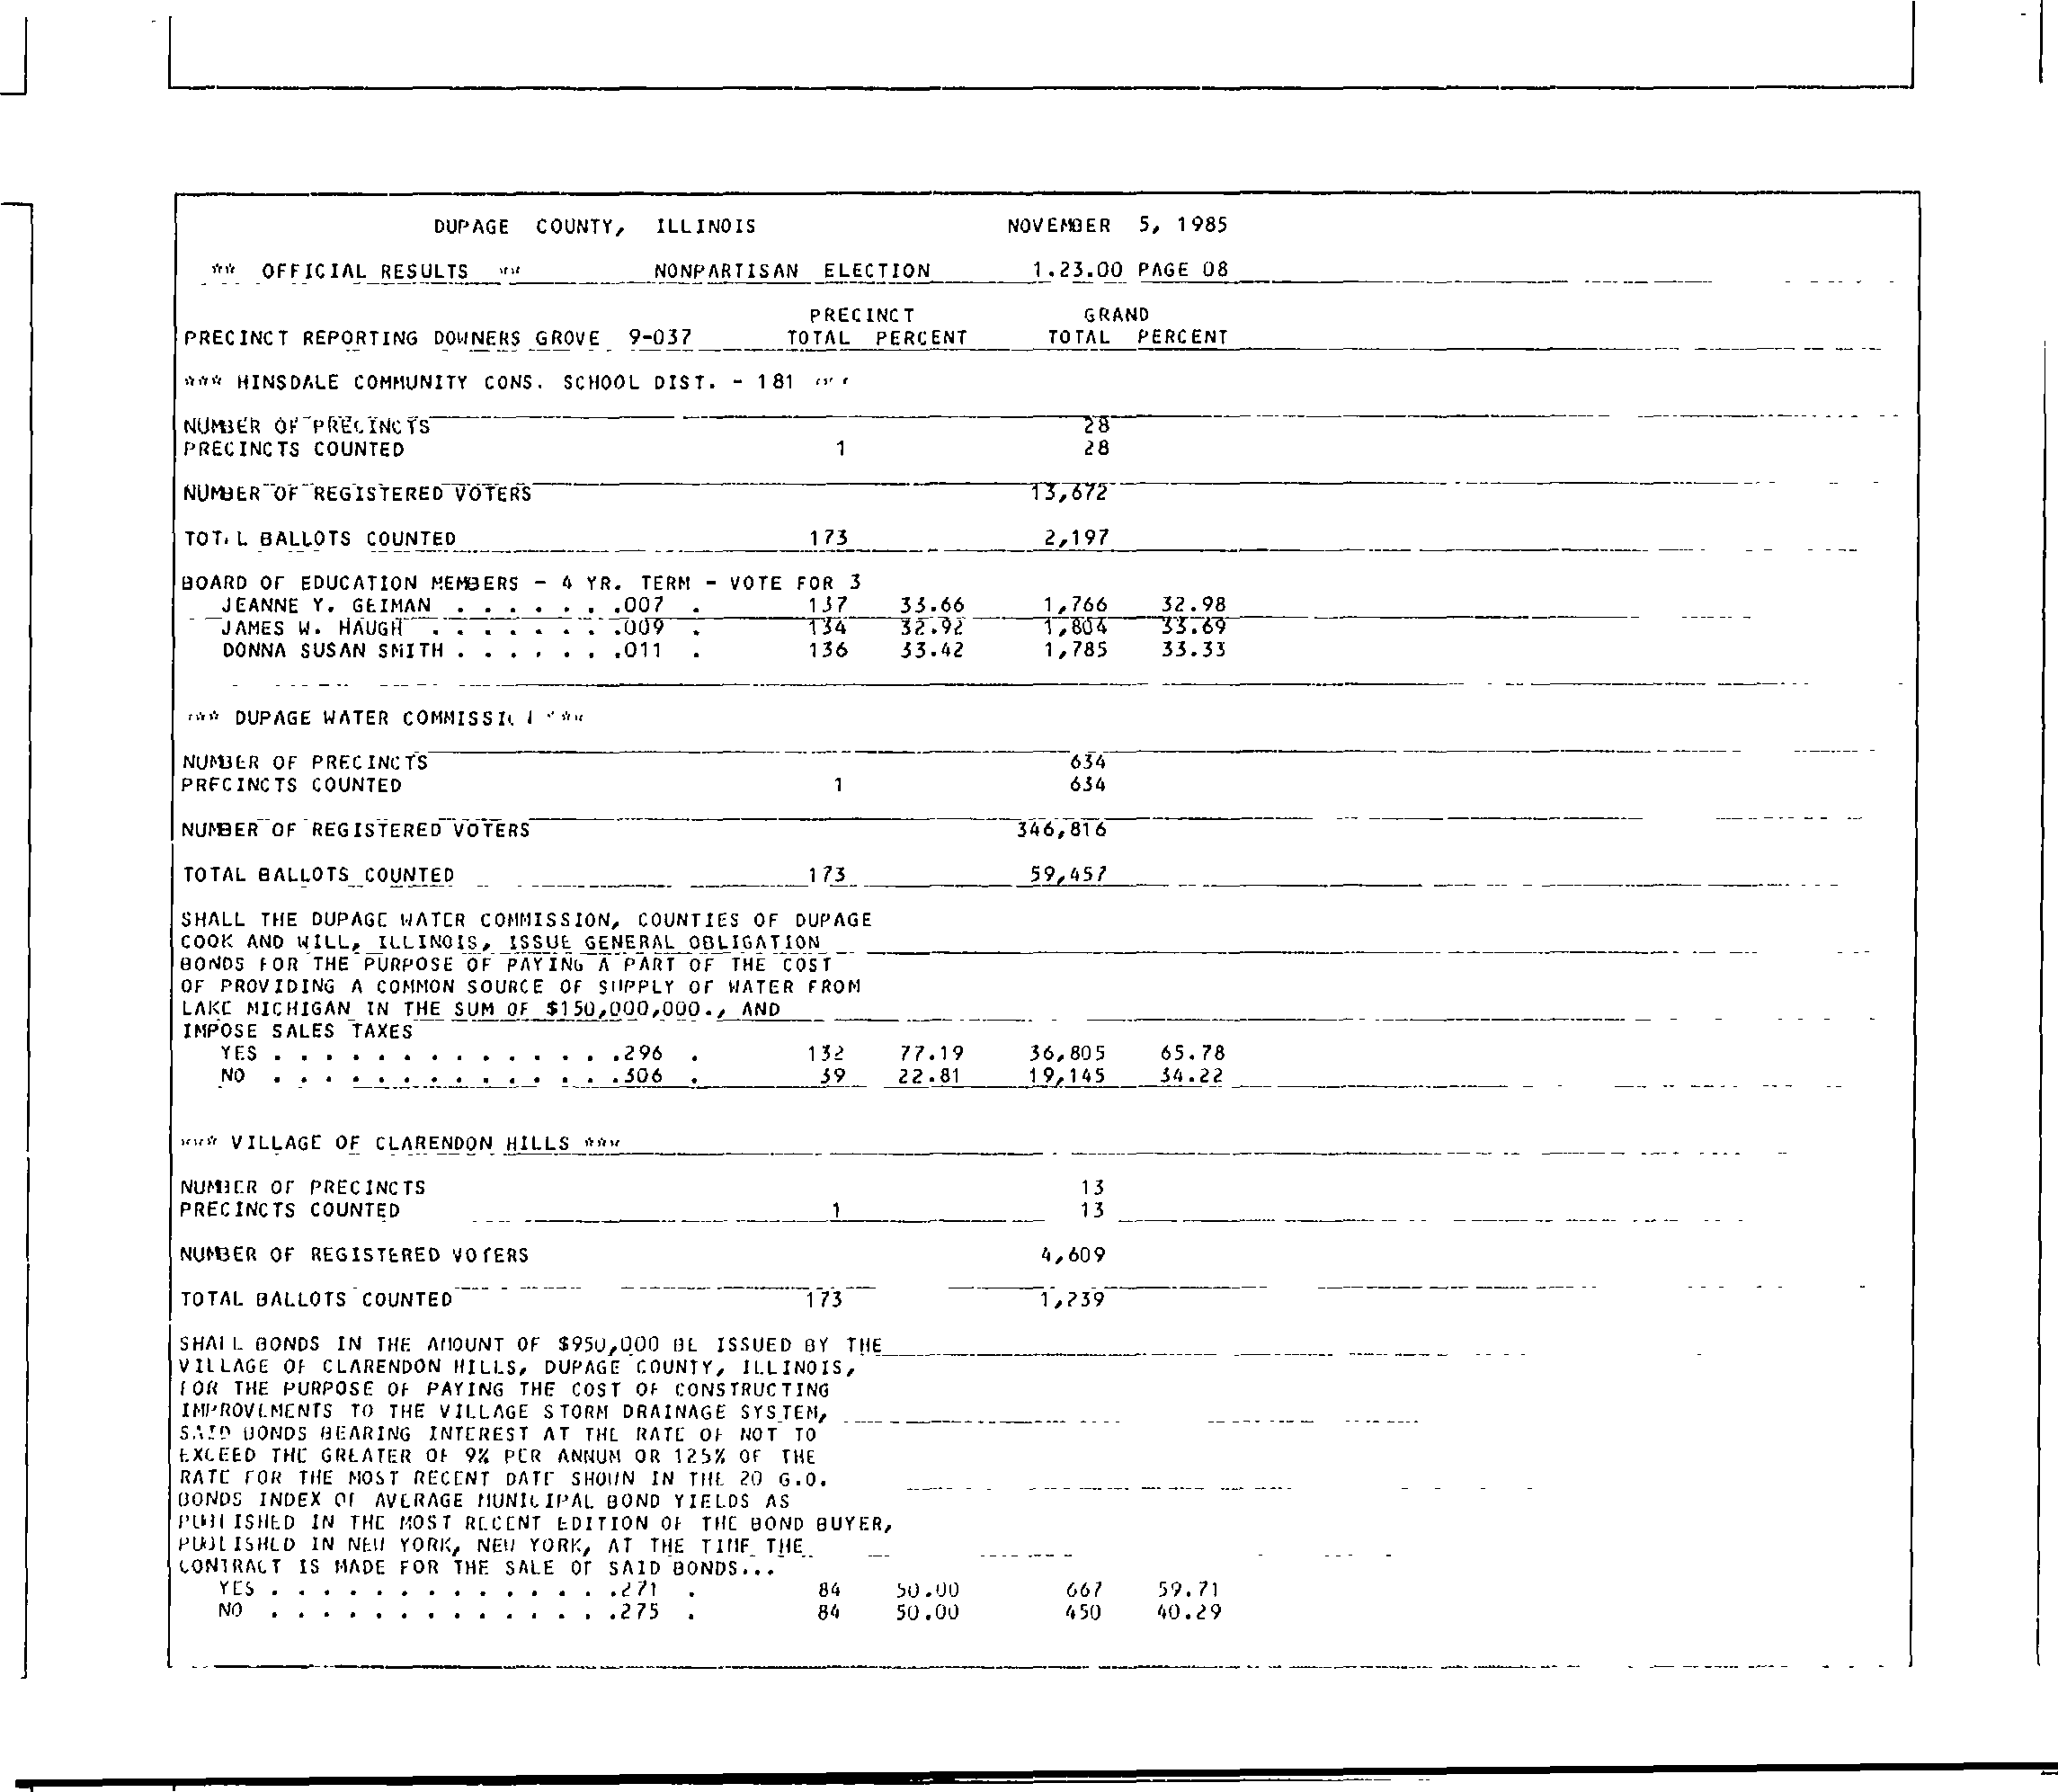 DUPAGE COUNTY, ILLINOIS NOVEMBER 5, 1985
** OFFICIAL RESULTS ** NONPARTISAN ELECTION 1.23.00 PAGE 08
PRECINCT GRAND
PRECINCT REPORTING DOWNERS GROVE 9-037 TOTAL PERCENT TOTAL PERCENT
*** HINSDALE COMMUNITY CONS. SCHOOL DIST. - 181 ***
NUMBER OF PRECINCTS 28
PRECINCTS COUNTED 1 28
NUMBER OF REGISTERED VOTERS 13,672
TOTAL BALLOTS COUNTED 173 2,197
BOARD OF EDUCATION MEMBERS - 4 YR. TERM - VOTE FOR 3
JEANNE Y. GEIMAN . . . . . . .007 . 137 33.66 1,766 32.98
JAMES W. HAUGH . . . . . . . .009 . 134 32.92 1,804 33.69
DONNA SUSAN SMITH . . . . . . .011 . 136 33.42 1,785 33.33
*** DUPAGE WATER COMMISSION ***
NUMBER OF PRECINCTS 634
PRECINCTS COUNTED 1 634
NUMBER OF REGISTERED VOTERS 346,816
TOTAL BALLOTS COUNTED 173 59,457
SHALL THE DUPAGE WATER COMMISSION, COUNTIES OF DUPAGE
COOK AND WILL, ILLINOIS, ISSUE GENERAL OBLIGATION
BONDS FOR THE PURPOSE OF PAYING A PART OF THE COST
OF PROVIDING A COMMON SOURCE OF SUPPLY OF WATER FROM
LAKE MICHIGAN IN THE SUM OF $150,000,000., AND
IMPOSE SALES TAXES
YES . . . . . . . . . . . . . .296 . 132 77.19 36,805 65.78
NO . . . . . . . . . . . . . .306 . 39 22.81 19,145 34.22
*** VILLAGE OF CLARENDON HILLS ***
NUMBER OF PRECINCTS 13
PRECINCTS COUNTED 1 13
NUMBER OF REGISTERED VOTERS 4,609
TOTAL BALLOTS COUNTED 173 1,239
SHALL BONDS IN THE AMOUNT OF $950,000 BE ISSUED BY THE
VILLAGE OF CLARENDON HILLS, DUPAGE COUNTY, ILLINOIS,
FOR THE PURPOSE OF PAYING THE COST OF CONSTRUCTING
IMPROVEMENTS TO THE VILLAGE STORM DRAINAGE SYSTEM,
SAID BONDS BEARING INTEREST AT THE RATE OF NOT TO
EXCEED THE GREATER OF 9% PER ANNUM OR 125% OF THE
RATE FOR THE MOST RECENT DATE SHOWN IN THE 20 G.O.
BONDS INDEX OF AVERAGE MUNICIPAL BOND YIELDS AS
PUBLISHED IN THE MOST RECENT EDITION OF THE BOND BUYER,
PUBLISHED IN NEW YORK, NEW YORK, AT THE TIME THE
CONTRACT IS MADE FOR THE SALE OF SAID BONDS...
YES . . . . . . . . . . . . . .271 . 84 50.00 667 59.71
NO . . . . . . . . . . . . . .275 . 84 50.00 450 40.29